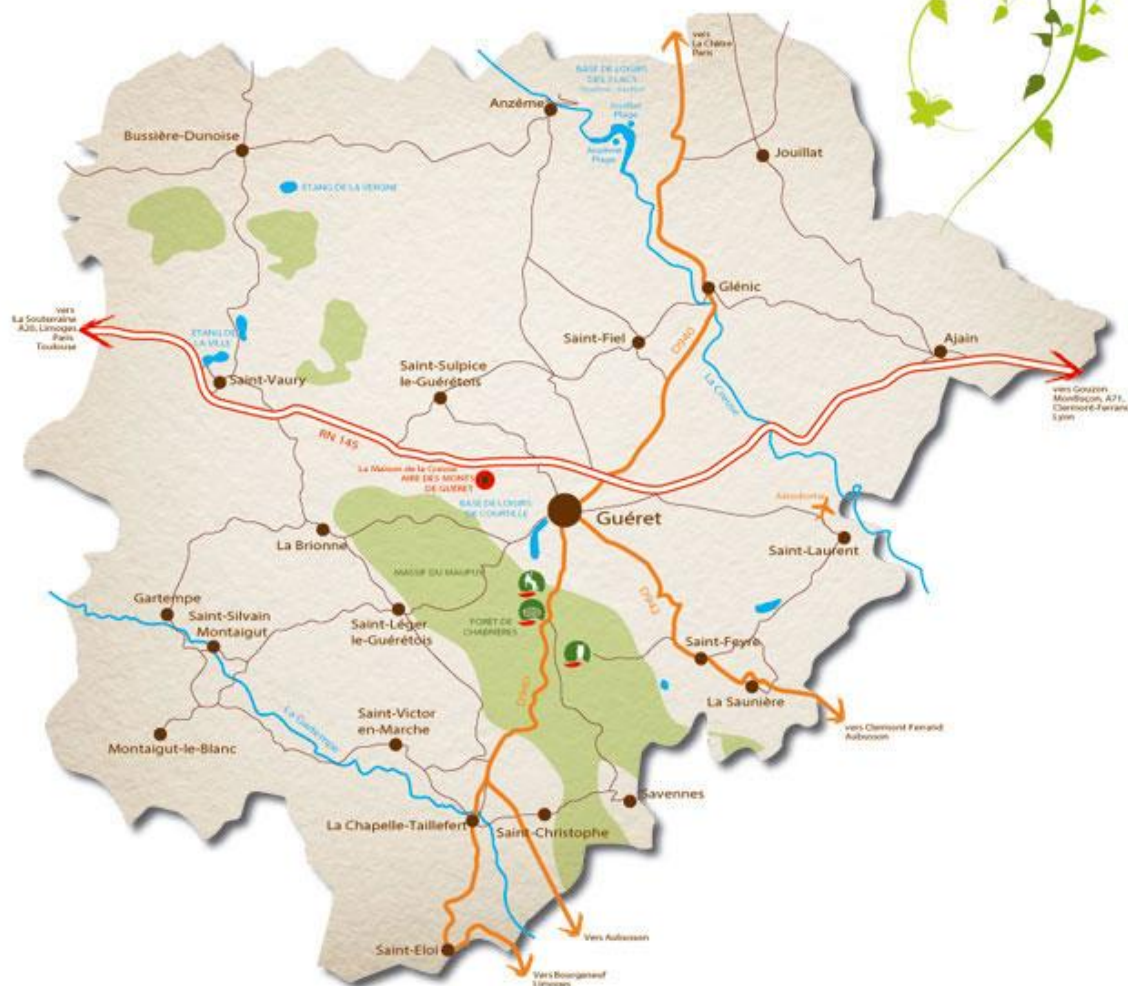 vers
La Châtre
Paris
BASE DE LOISIRS
DES 3 LACS
Anzême
Jouillat
Plage
Anzême
Plage
Bussière-Dunoise
Jouillat
ETANG DE LA VERGNE
Glénic
vers
La Souterraine
A20, Limoges
Paris
Toulouse
ETANG DE
LA VILLE
Saint-Fiel
D940
Ajain
Saint-Sulpice
le-Guérétois
Saint-Vaury
La Creuse
vers Gouzon
Montluçon, A71,
Clermont-Ferrand
Lyon
RN 145
La Maison de la Creuse
AIRE DES MONTS
DE GUÉRET
BASE DE LOISIRS
DE COURTILLE
Guéret
Aérodrome
La Brionne
Saint-Laurent
MASSIF DU MAUPUY
Gartempe
Saint-Silvain
Montaigut
Saint-Léger
le-Guérétois
FORÊT DE
CHABRIÈRES
Saint-Feyre
La Saunière
D940
La Gartempe
Saint-Victor
en-Marche
vers Clermont Ferrand
Aubusson
Montaigut-le-Blanc
Savennes
La Chapelle-Taillefert
Saint-Christophe
Vers Aubusson
Saint-Eloi
Vers Bourganeuf
Limoges